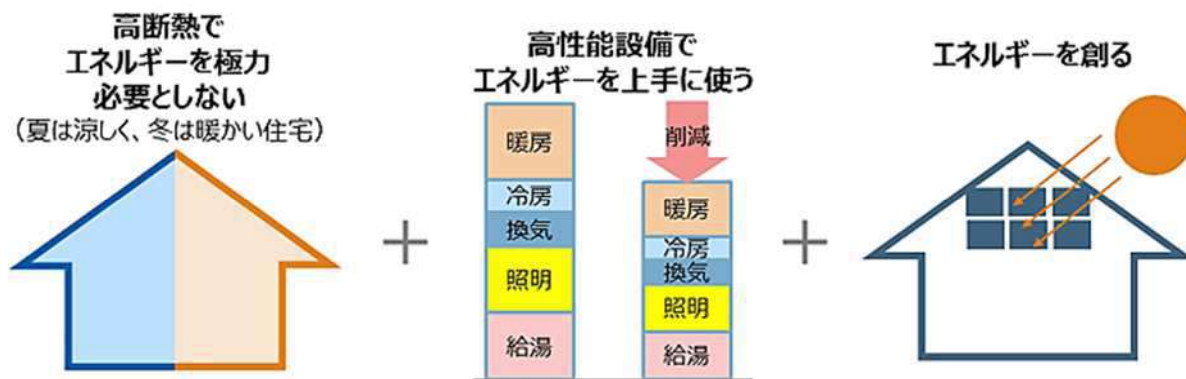 高断熱で
エネルギーを極力
必要としない
（夏は涼しく、冬は暖かい住宅）
高性能設備で
エネルギーを上手に使う
暖房
冷房
換気
照明
給湯
削減
暖房
冷房
換気
照明
給湯
エネルギーを創る